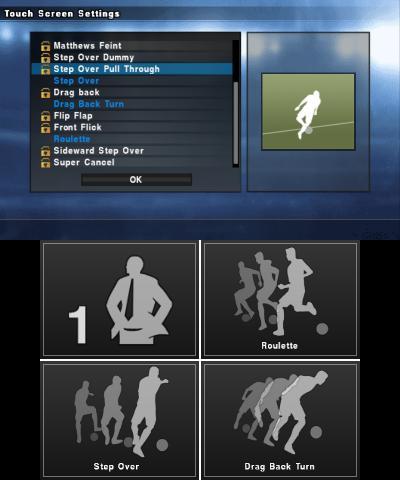 Touch Screen Settings
Matthews Feint
Step Over Dummy
Step Over Pull Through
Step Over
Drag back
Drag Back Turn
Flip Flap
Front Flick
Roulette
Sideward Step Over
Super Cancel
OK
1
Roulette
Step Over
Drag Back Turn